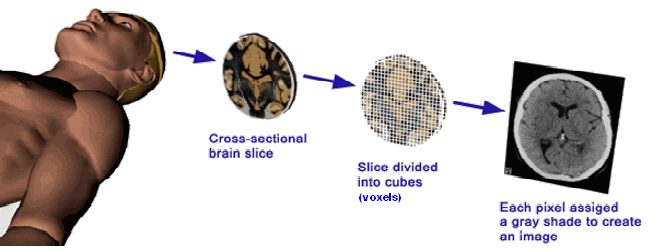 Cross-sectional
brain slice
Slice divided
into cubes
(voxels)
Each pixel assiged
a gray shade to create
an image